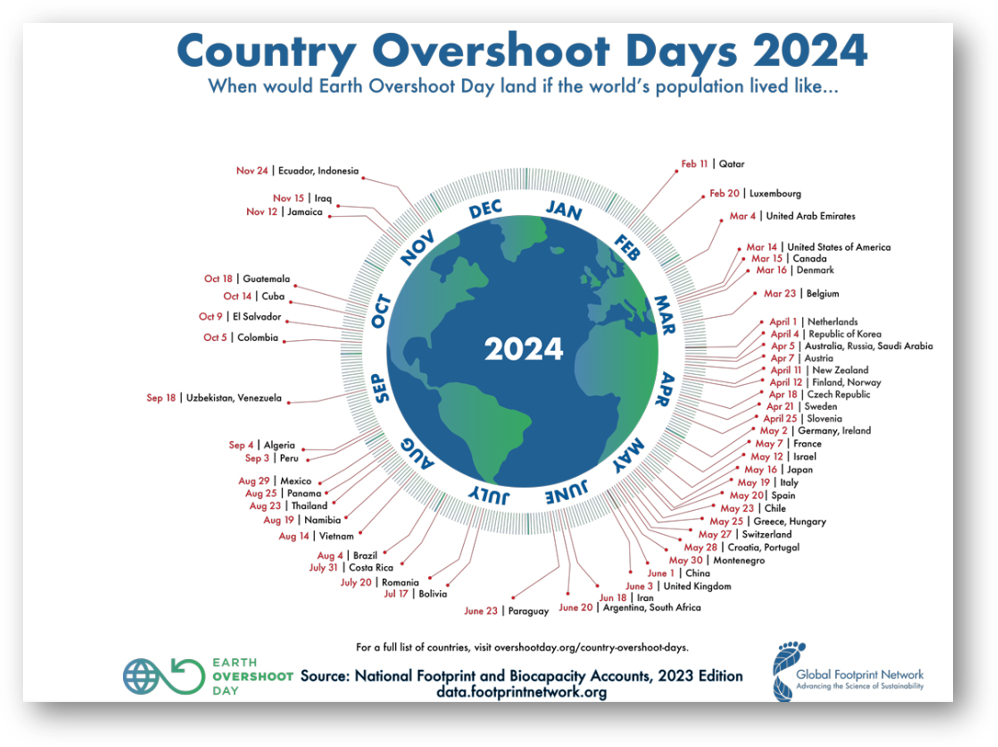 Country Overshoot Days 2024
When would Earth Overshoot Day land if the world's population lived like...
Feb 11 | Qatar
Feb 20 | Luxembourg
Mar 4 | United Arab Emirates
Mar 14 | United States of America
Mar 15 | Canada
Mar 16 | Denmark
Mar 23 | Belgium
April 1 | Netherlands
April 4 | Republic of Korea
Apr 5 | Australia, Russia, Saudi Arabia
Apr 7 | Austria
April 11 | New Zealand
April 12 | Finland, Norway
Apr 18 | Czech Republic
Apr 21 | Sweden
April 25 | Slovenia
May 2 | Germany, Ireland
May 7 | France
May 12 | Israel
May 16 | Japan
May 19 | Italy
May 20| Spain
May 23 | Chile
May 25 | Greece, Hungary
May 27 | Switzerland
May 28 | Croatia, Portugal
May 30 | Montenegro
June 1 | China
June 3 | United Kingdom
Jun 18 | Iran
June 20 | Argentina, South Africa
June 23 | Paraguay
Jul 17 | Bolivia
July 20 | Romania
July 31 | Costa Rica
Aug 4 | Brazil
Aug 14 | Vietnam
Aug 19 | Namibia
Aug 23 | Thailand
Aug 25 | Panama
Aug 29 | Mexico
Sep 3 | Peru
Sep 4 | Algeria
Sep 18 | Uzbekistan, Venezuela
Oct 5 | Colombia
Oct 9 | El Salvador
Oct 14 | Cuba
Oct 18 | Guatemala
Nov 12 | Jamaica
Nov 15 | Iraq
Nov 24 | Ecuador, Indonesia
JAN
FEB
MAR
APR
MAY
JUNE
JULY
AUG
SEP
OCT
NOV
DEC
2024
For a full list of countries, visit overshootday.org/country-overshoot-days.
EARTH
OVERSHOOT
DAY
Source: National Footprint and Biocapacity Accounts, 2023 Edition
data.footprintnetwork.org
Global Footprint Network
Advancing the Science of Sustainability